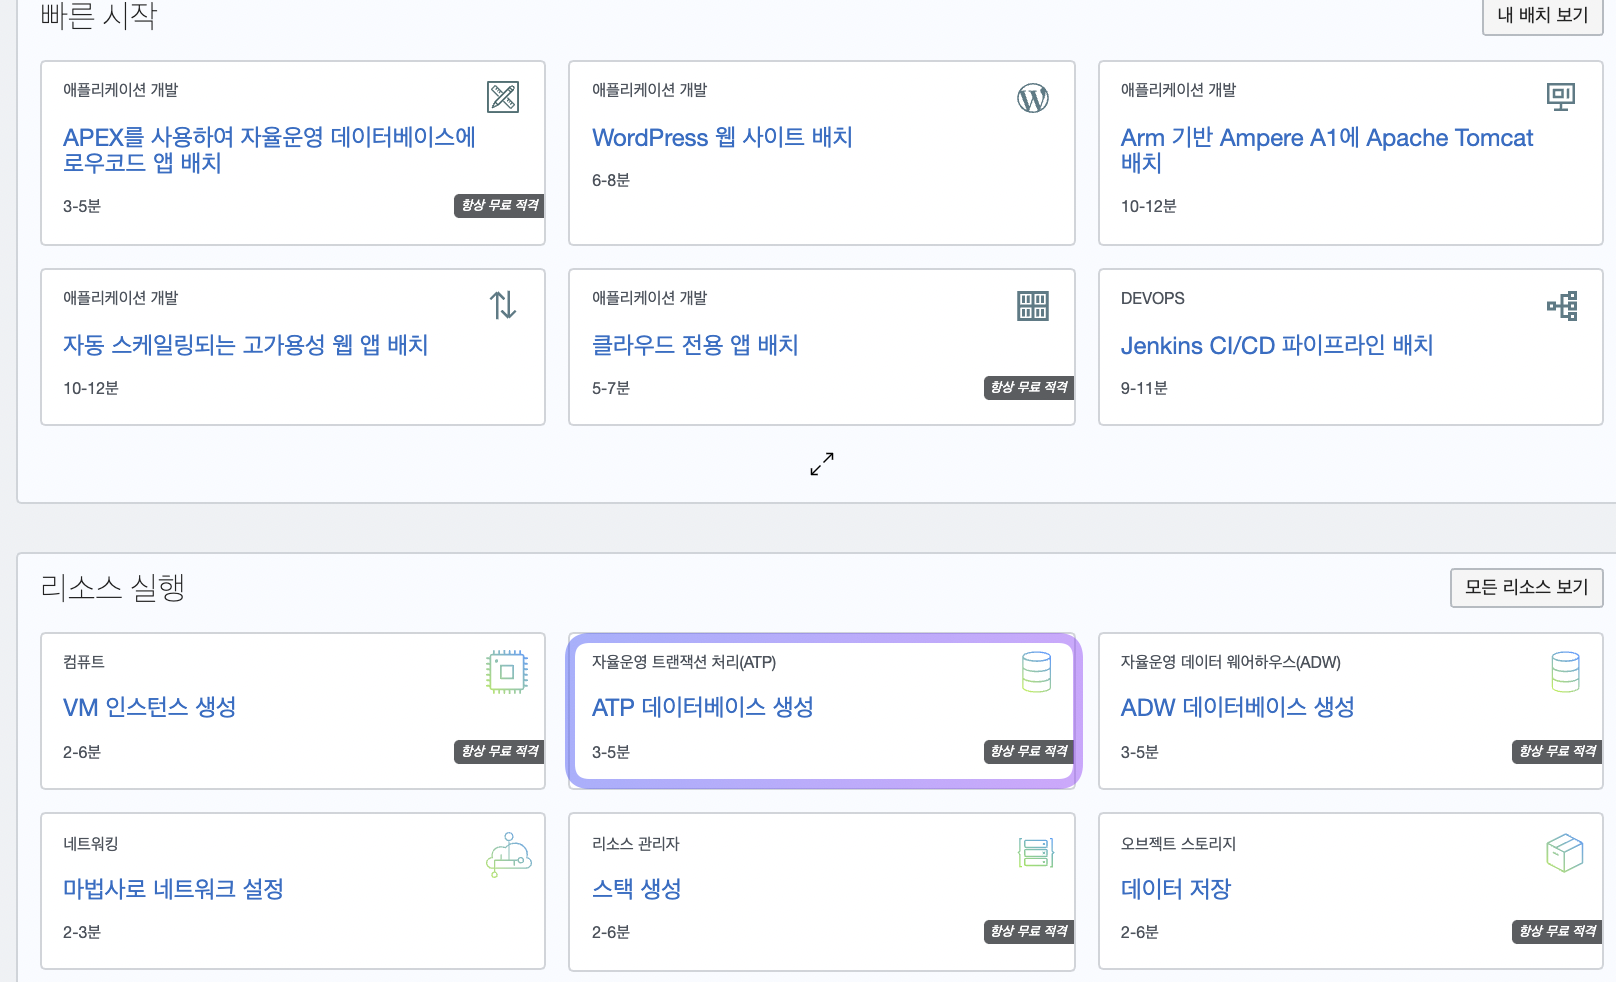 빠른 시작
내 배치 보기
애플리케이션 개발
APEX를 사용하여 자율운영 데이터베이스에
로우코드 앱 배치
3-5분
항상 무료 적격
애플리케이션 개발
WordPress 웹 사이트 배치
6-8분
애플리케이션 개발
Arm 기반 Ampere A1에 Apache Tomcat
배치
10-12분
애플리케이션 개발
자동 스케일링되는 고가용성 웹 앱 배치
10-12분
애플리케이션 개발
클라우드 전용 앱 배치
5-7분
항상 무료 적격
DEVOPS
Jenkins CI/CD 파이프라인 배치
9-11분
리소스 실행
모든 리소스 보기
컴퓨트
VM 인스턴스 생성
2-6분
항상 무료 적격
자율운영 트랜잭션 처리(ATP)
ATP 데이터베이스 생성
3-5분
항상 무료 적격
자율운영 데이터 웨어하우스(ADW)
ADW 데이터베이스 생성
3-5분
항상 무료 적격
네트워킹
마법사로 네트워크 설정
2-3분
리소스 관리자
스택 생성
2-6분
항상 무료 적격
오브젝트 스토리지
데이터 저장
2-6분
항상 무료 적격